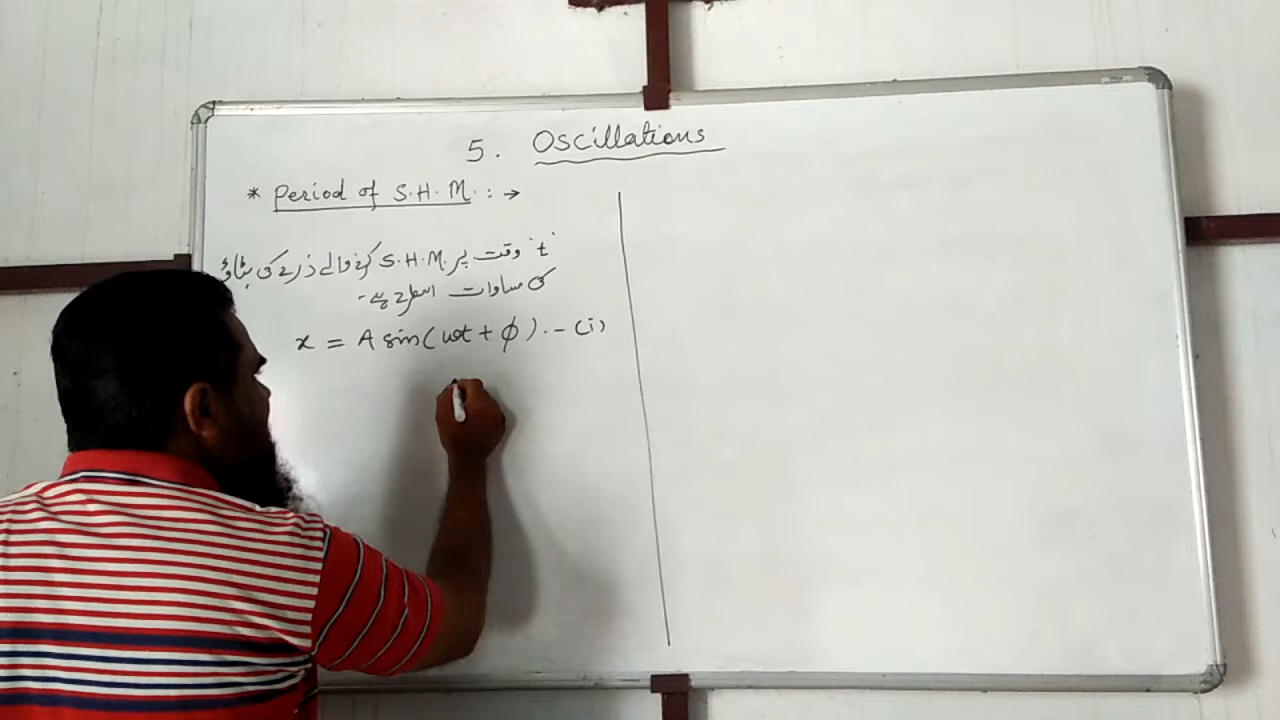 5. Oscillations
* Period of S.H.M. : →
't' وقت پر S.H.M. کرنے والے ذرے کی ہٹاؤ
کی مساوات اسطرح ہے-
x = A sin(ωt + ϕ). - (i)